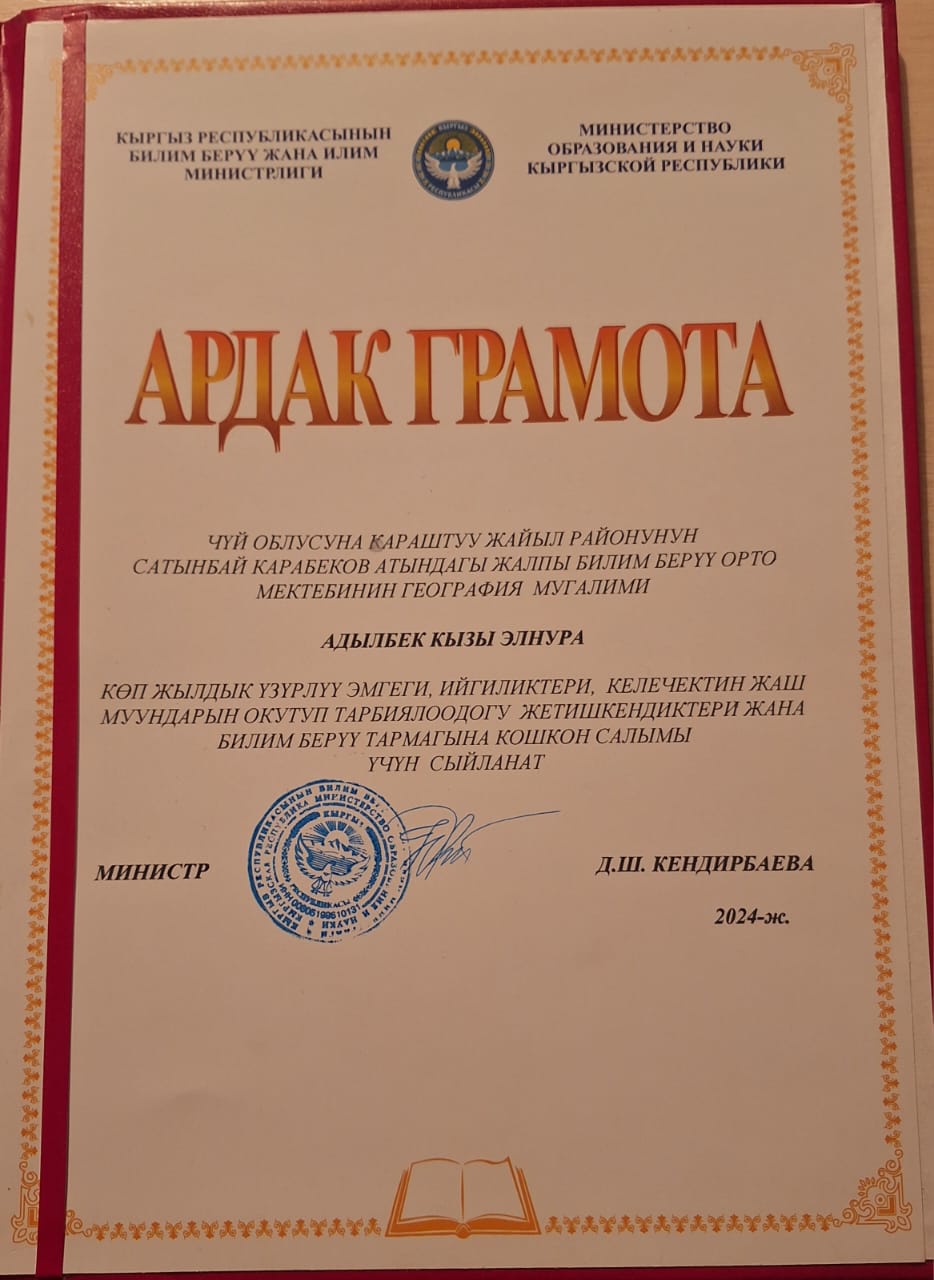 КЫРГЫЗ РЕСПУБЛИКАСЫНЫН
БИЛИМ БЕРҮҮ ЖАНА ИЛИМ
МИНИСТРЛИГИ
МИНИСТЕРСТВО
ОБРАЗОВАНИЯ И НАУКИ
КЫРГЫЗСКОЙ РЕСПУБЛИКИ
АРДАК ГРАМОТА
ЧҮЙ ОБЛУСУНА КАРАШТУУ ЖАЙЫЛ РАЙОНУНУН
САТЫНБАЙ КАРАБЕКОВ АТЫНДАГЫ ЖАЛПЫ БИЛИМ БЕРҮҮ ОРТО
МЕКТЕБИНИН ГЕОГРАФИЯ МУГАЛИМИ
АДЫЛБЕК КЫЗЫ ЭЛНУРА
КӨП ЖЫЛДЫК ҮЗҮРЛҮҮ ЭМГЕГИ, ИЙГИЛИКТЕРИ, КЕЛЕЧЕКТИН ЖАШ
МУУНДАРЫН ОКУТУП ТАРБИЯЛООДОГУ ЖЕТИШКЕНДИКТЕРИ ЖАНА
БИЛИМ БЕРҮҮ ТАРМАГЫНА КОШКОН САЛЫМЫ
ҮЧҮН СЫЙЛАНАТ
МИНИСТР
Д.Ш. КЕНДИРБАЕВА
2024-ж.